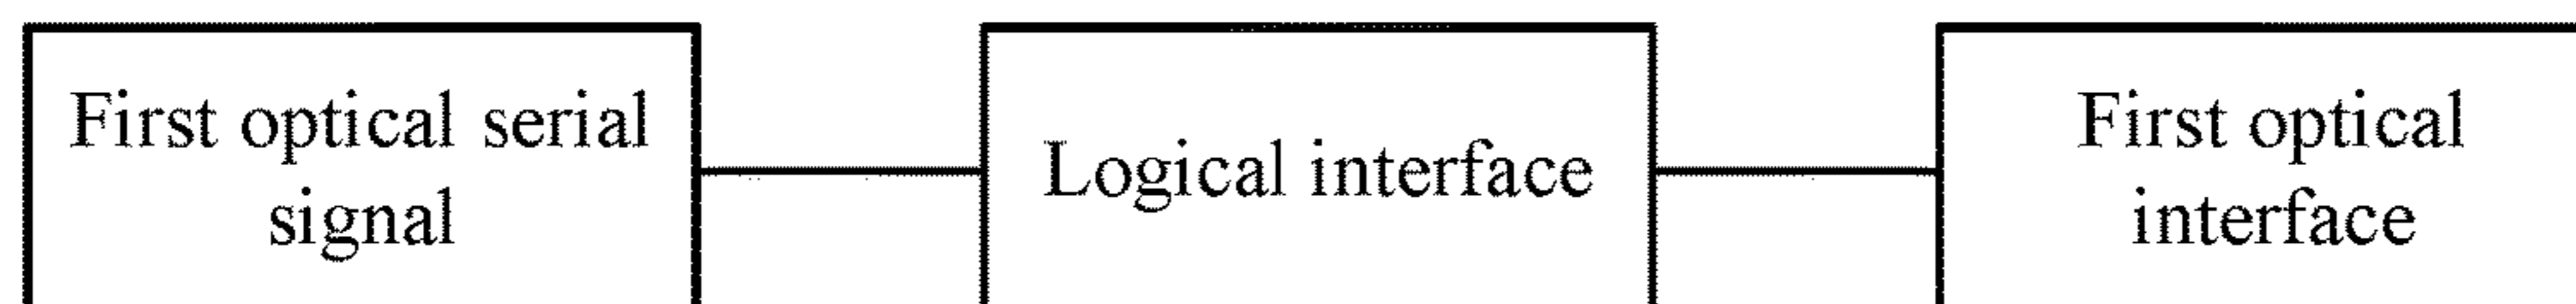 First optical serial
signal
Logical interface
First optical
interface